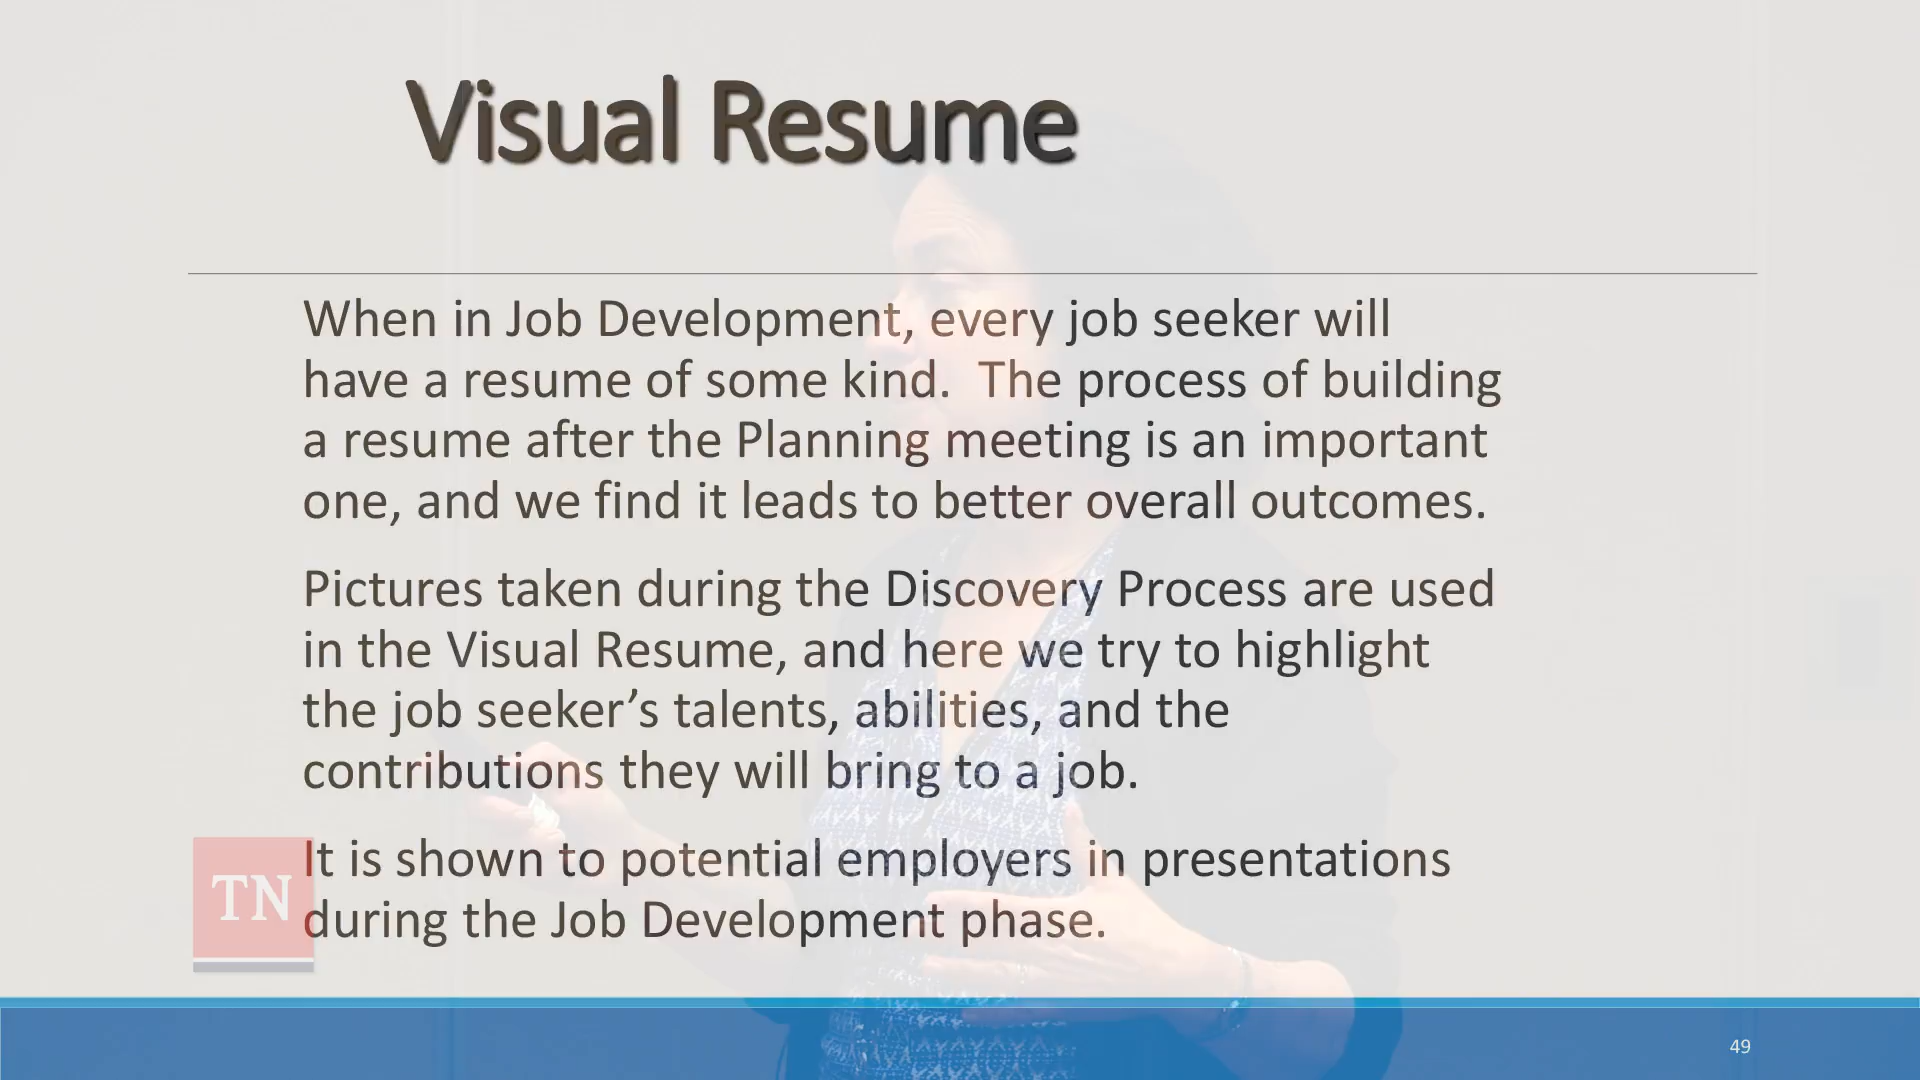 Visual Resume
When in Job Development, every job seeker will
have a resume of some kind.  The process of building
a resume after the Planning meeting is an important
one, and we find it leads to better overall outcomes.
Pictures taken during the Discovery Process are used
in the Visual Resume, and here we try to highlight
the job seeker’s talents, abilities, and the
contributions they will bring to a job.
It is shown to potential employers in presentations
during the Job Development phase.
TN
49